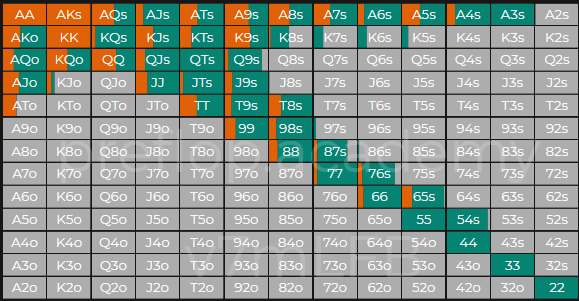 AA AKs AQs AJs ATs A9s A8s A7s A6s A5s A4s A3s A2s
AKo KK KQs KJs KTs K9s K8s K7s K6s K5s K4s K3s K2s
AQo KQo QQ QJs QTs Q9s Q8s Q7s Q6s Q5s Q4s Q3s Q2s
AJo KJo QJo JJ JTs J9s J8s J7s J6s J5s J4s J3s J2s
ATo KTo QTo JTo TT T9s T8s T7s T6s T5s T4s T3s T2s
A9o K9o Q9o J9o T9o 99 98s 97s 96s 95s 94s 93s 92s
A8o K8o Q8o J8o T8o 98o 88 87s 86s 85s 84s 83s 82s
preflop.academy
A7o K7o Q7o J7o T7o 97o 87o 77 76s 75s 74s 73s 72s
A6o K6o Q6o J6o T6o 96o 86o 76o 66 65s 64s 63s 62s
A5o K5o Q5o J5o T5o 95o 85o 75o 65o 55 54s 53s 52s
A4o K4o Q4o J4o T4o 94o 84o 74o 64o 54o 44 43s 42s
A3o K3o Q3o J3o T3o 93o 83o 73o 63o 53o 43o 33 32s
A2o K2o Q2o J2o T2o 92o 82o 72o 62o 52o 42o 32o 22